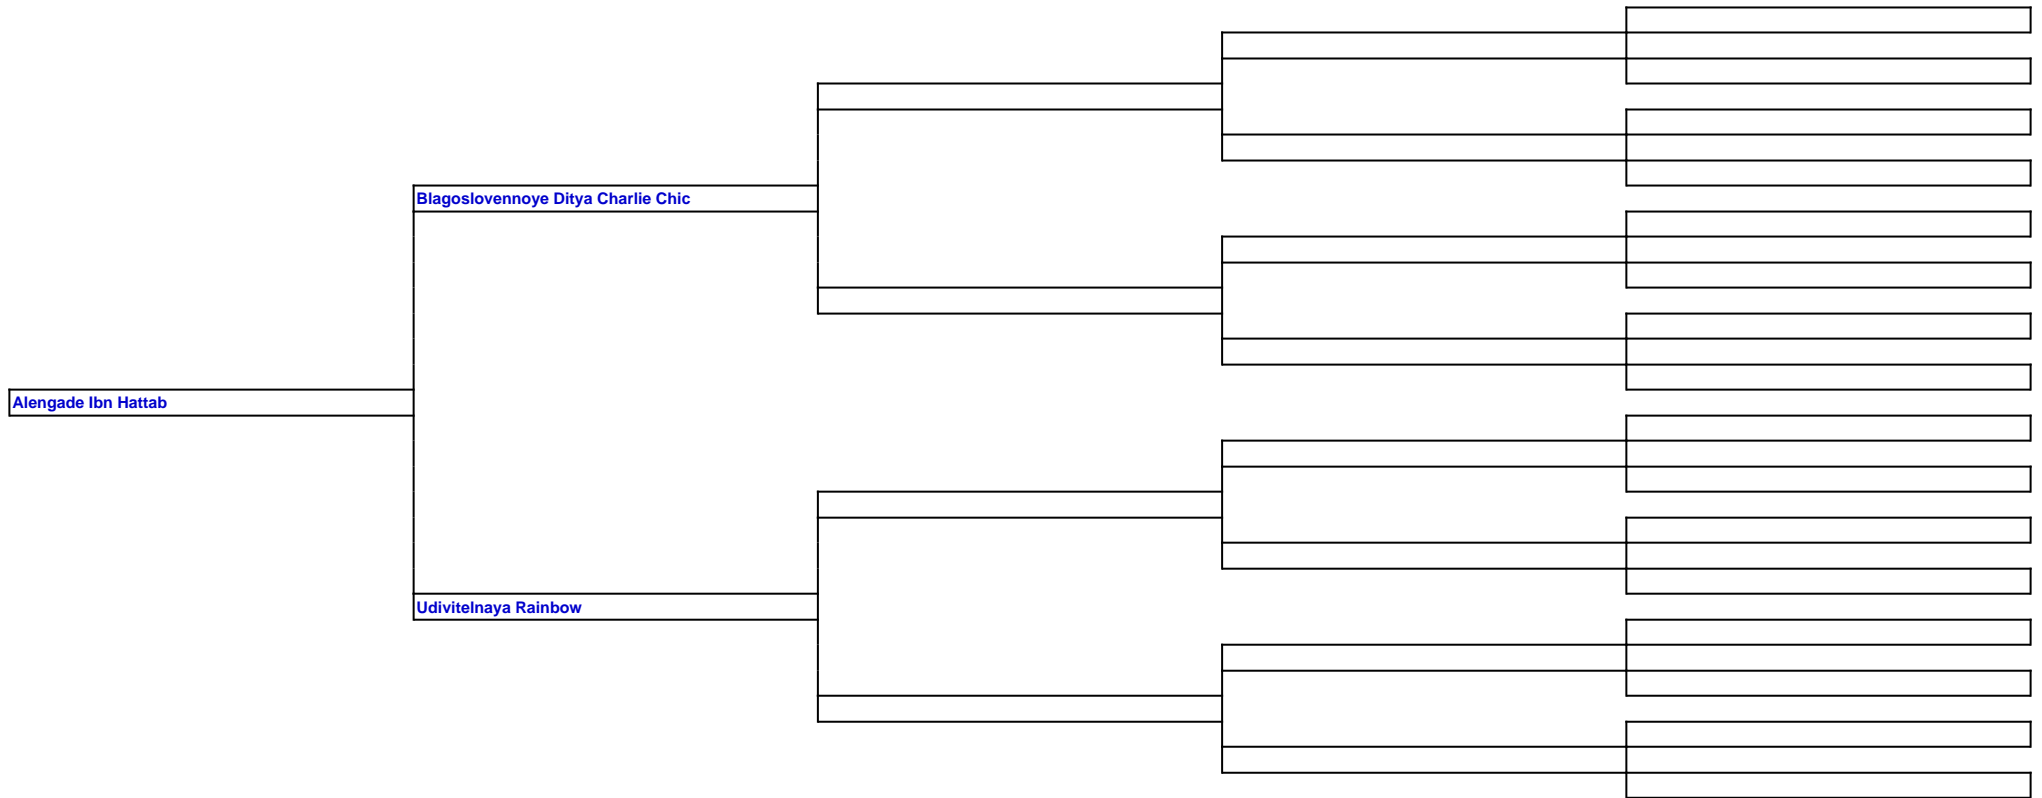 Blagoslovennoye Ditya Charlie Chic
Alengade Ibn Hattab
Udivitelnaya Rainbow